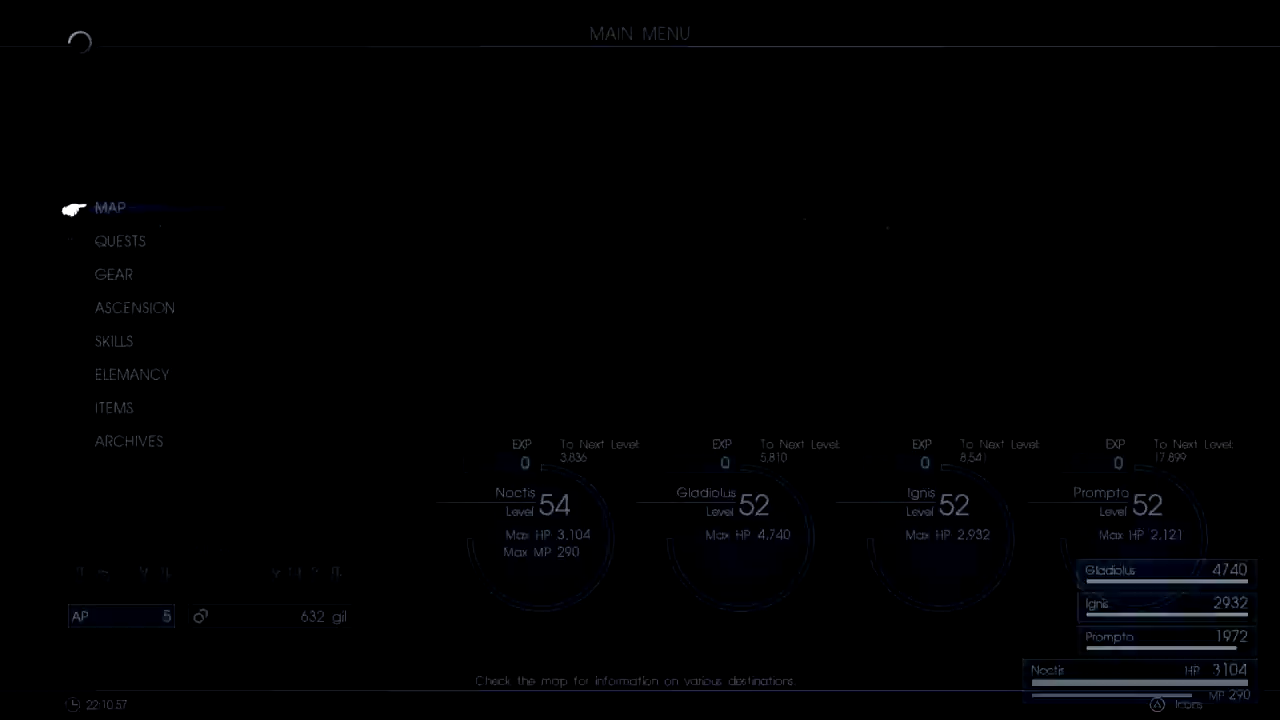 MAIN MENU
MAP
QUESTS
GEAR
ASCENSION
SKILLS
ELEMANCY
ITEMS
ARCHIVES
EXP To Next Level:
0 3,836
Noctis
Level 54
Max HP 3,104
Max MP 290
EXP To Next Level:
0 5,810
Gladiolus
Level 52
Max HP 4,740
EXP To Next Level:
0 8,541
Ignis
Level 52
Max HP 2,932
EXP To Next Level:
0 17,899
Prompto
Level 52
Max HP 2,121
Gladiolus 4740
Ignis 2932
Prompto 1972
Noctis HP 3104
MP 290
AP 5
632 gil
Check the map for information on various destinations.
22:10:57
Icons